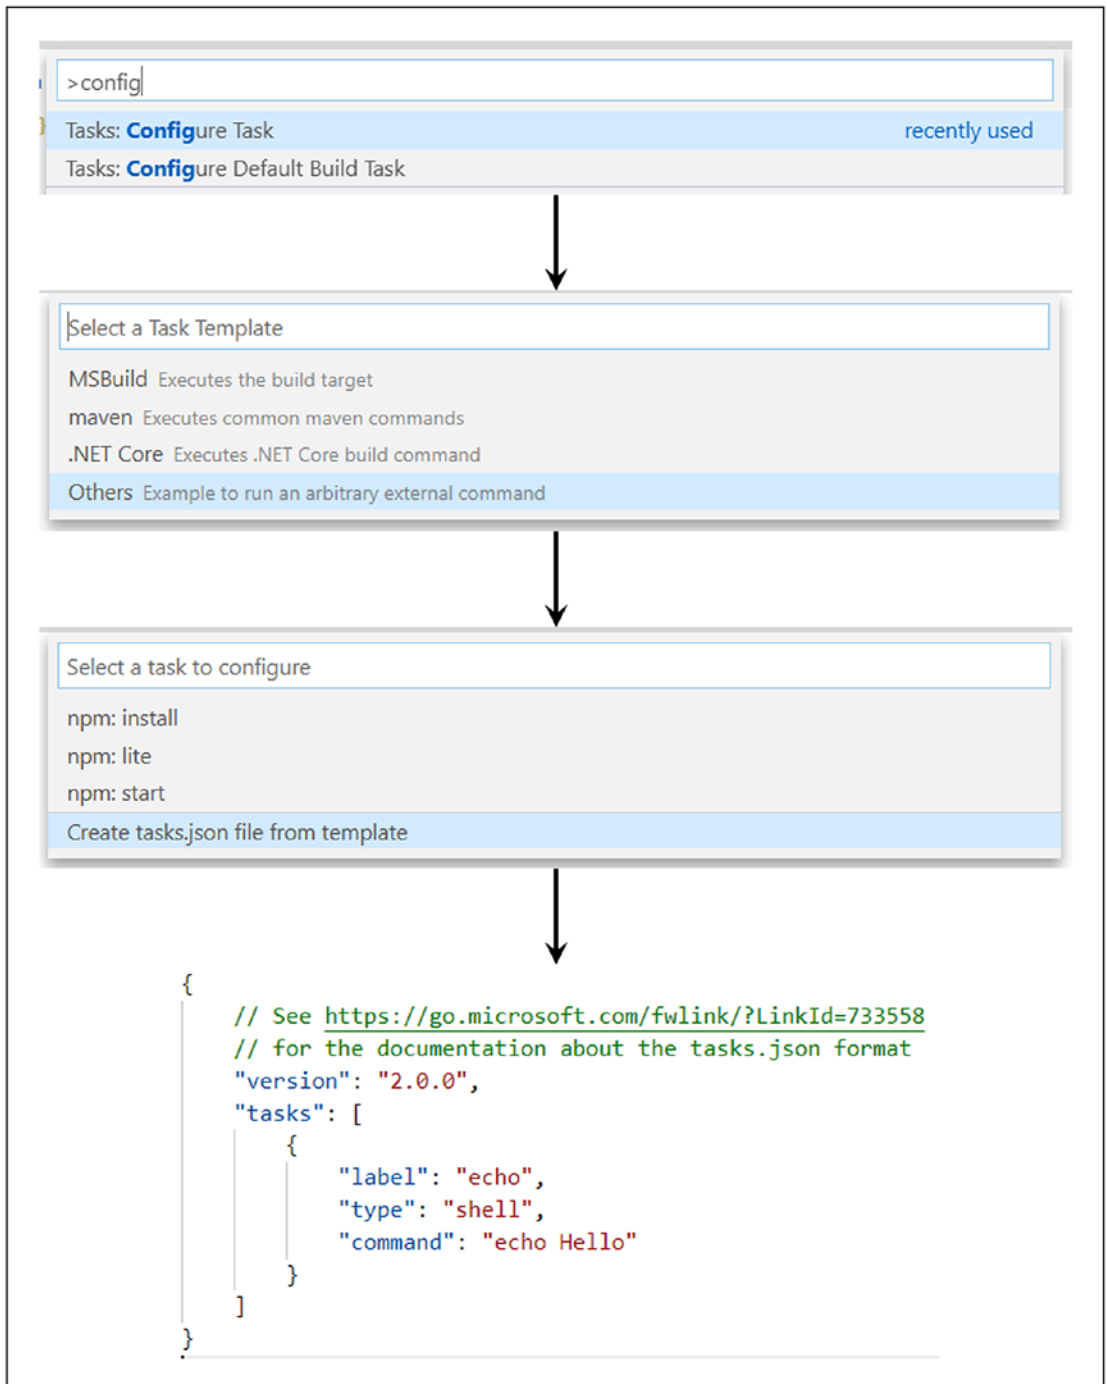 >config
Tasks: Configure Task recently used
Tasks: Configure Default Build Task
Select a Task Template
MSBuild Executes the build target
maven Executes common maven commands
.NET Core Executes .NET Core build command
Others Example to run an arbitrary external command
Select a task to configure
npm: install
npm: lite
npm: start
Create tasks.json file from template
{
// See https://go.microsoft.com/fwlink/?LinkId=733558
// for the documentation about the tasks.json format
"version": "2.0.0",
"tasks": [
{
"label": "echo",
"type": "shell",
"command": "echo Hello"
}
]
}